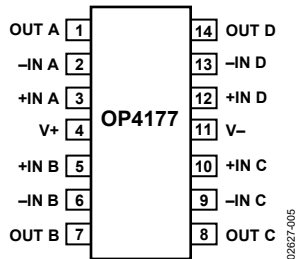 OUT A 1 14 OUT D
–IN A 2 13 –IN D
+IN A 3 12 +IN D
V+ 4 OP4177 11 V–
+IN B 5 10 +IN C
–IN B 6 9 –IN C
OUT B 7 8 OUT C
02627-005